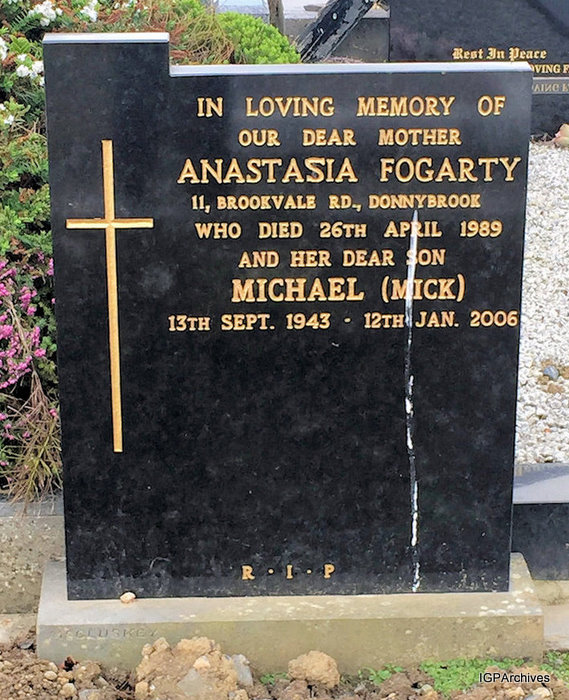 Rest In Peace
IN LOVING MEMORY OF
OUR DEAR MOTHER
ANASTASIA FOGARTY
11, BROOKVALE RD., DONNYBROOK
WHO DIED 26TH APRIL 1989
AND HER DEAR SON
MICHAEL (MICK)
13TH SEPT. 1943 - 12TH JAN. 2006
R·I·P
IGPArchives